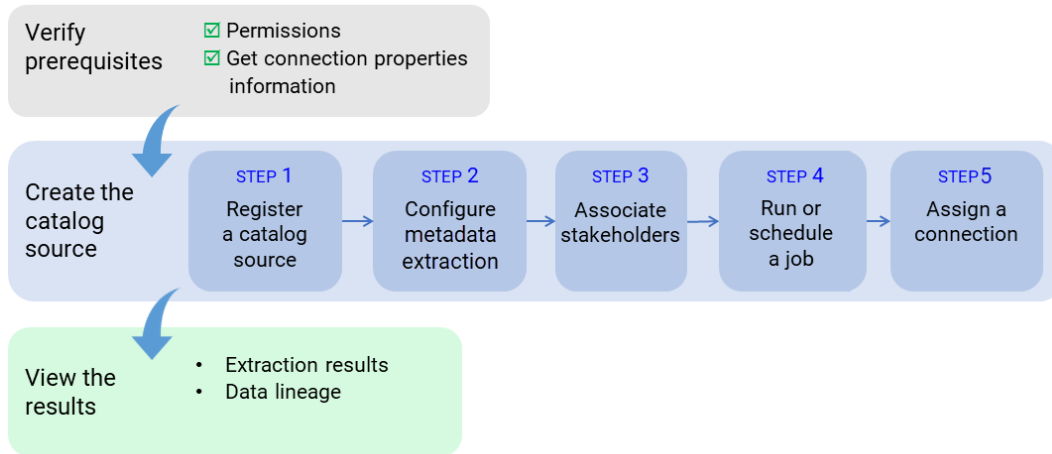 Verify
prerequisites
Permissions
Get connection properties
information
Create the
catalog
source
STEP 1
Register
a catalog
source
STEP 2
Configure
metadata
extraction
STEP 3
Associate
stakeholders
STEP 4
Run or
schedule
a job
STEP5
Assign a
connection
View the
results
• Extraction results
• Data lineage